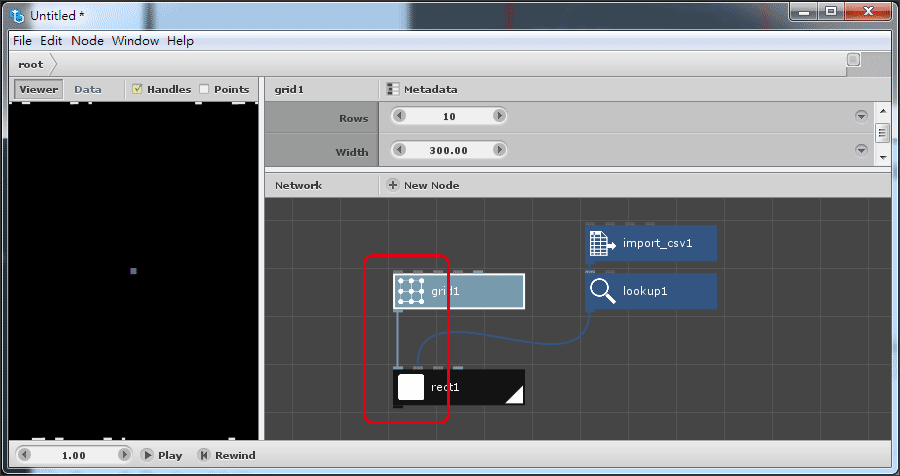 Untitled *
File Edit Node Window Help
root
Viewer Data Handles Points
grid1 Metadata
Rows 10
Width 300.00
Network New Node
import_csv1
grid1
lookup1
rect1
1.00 Play Rewind